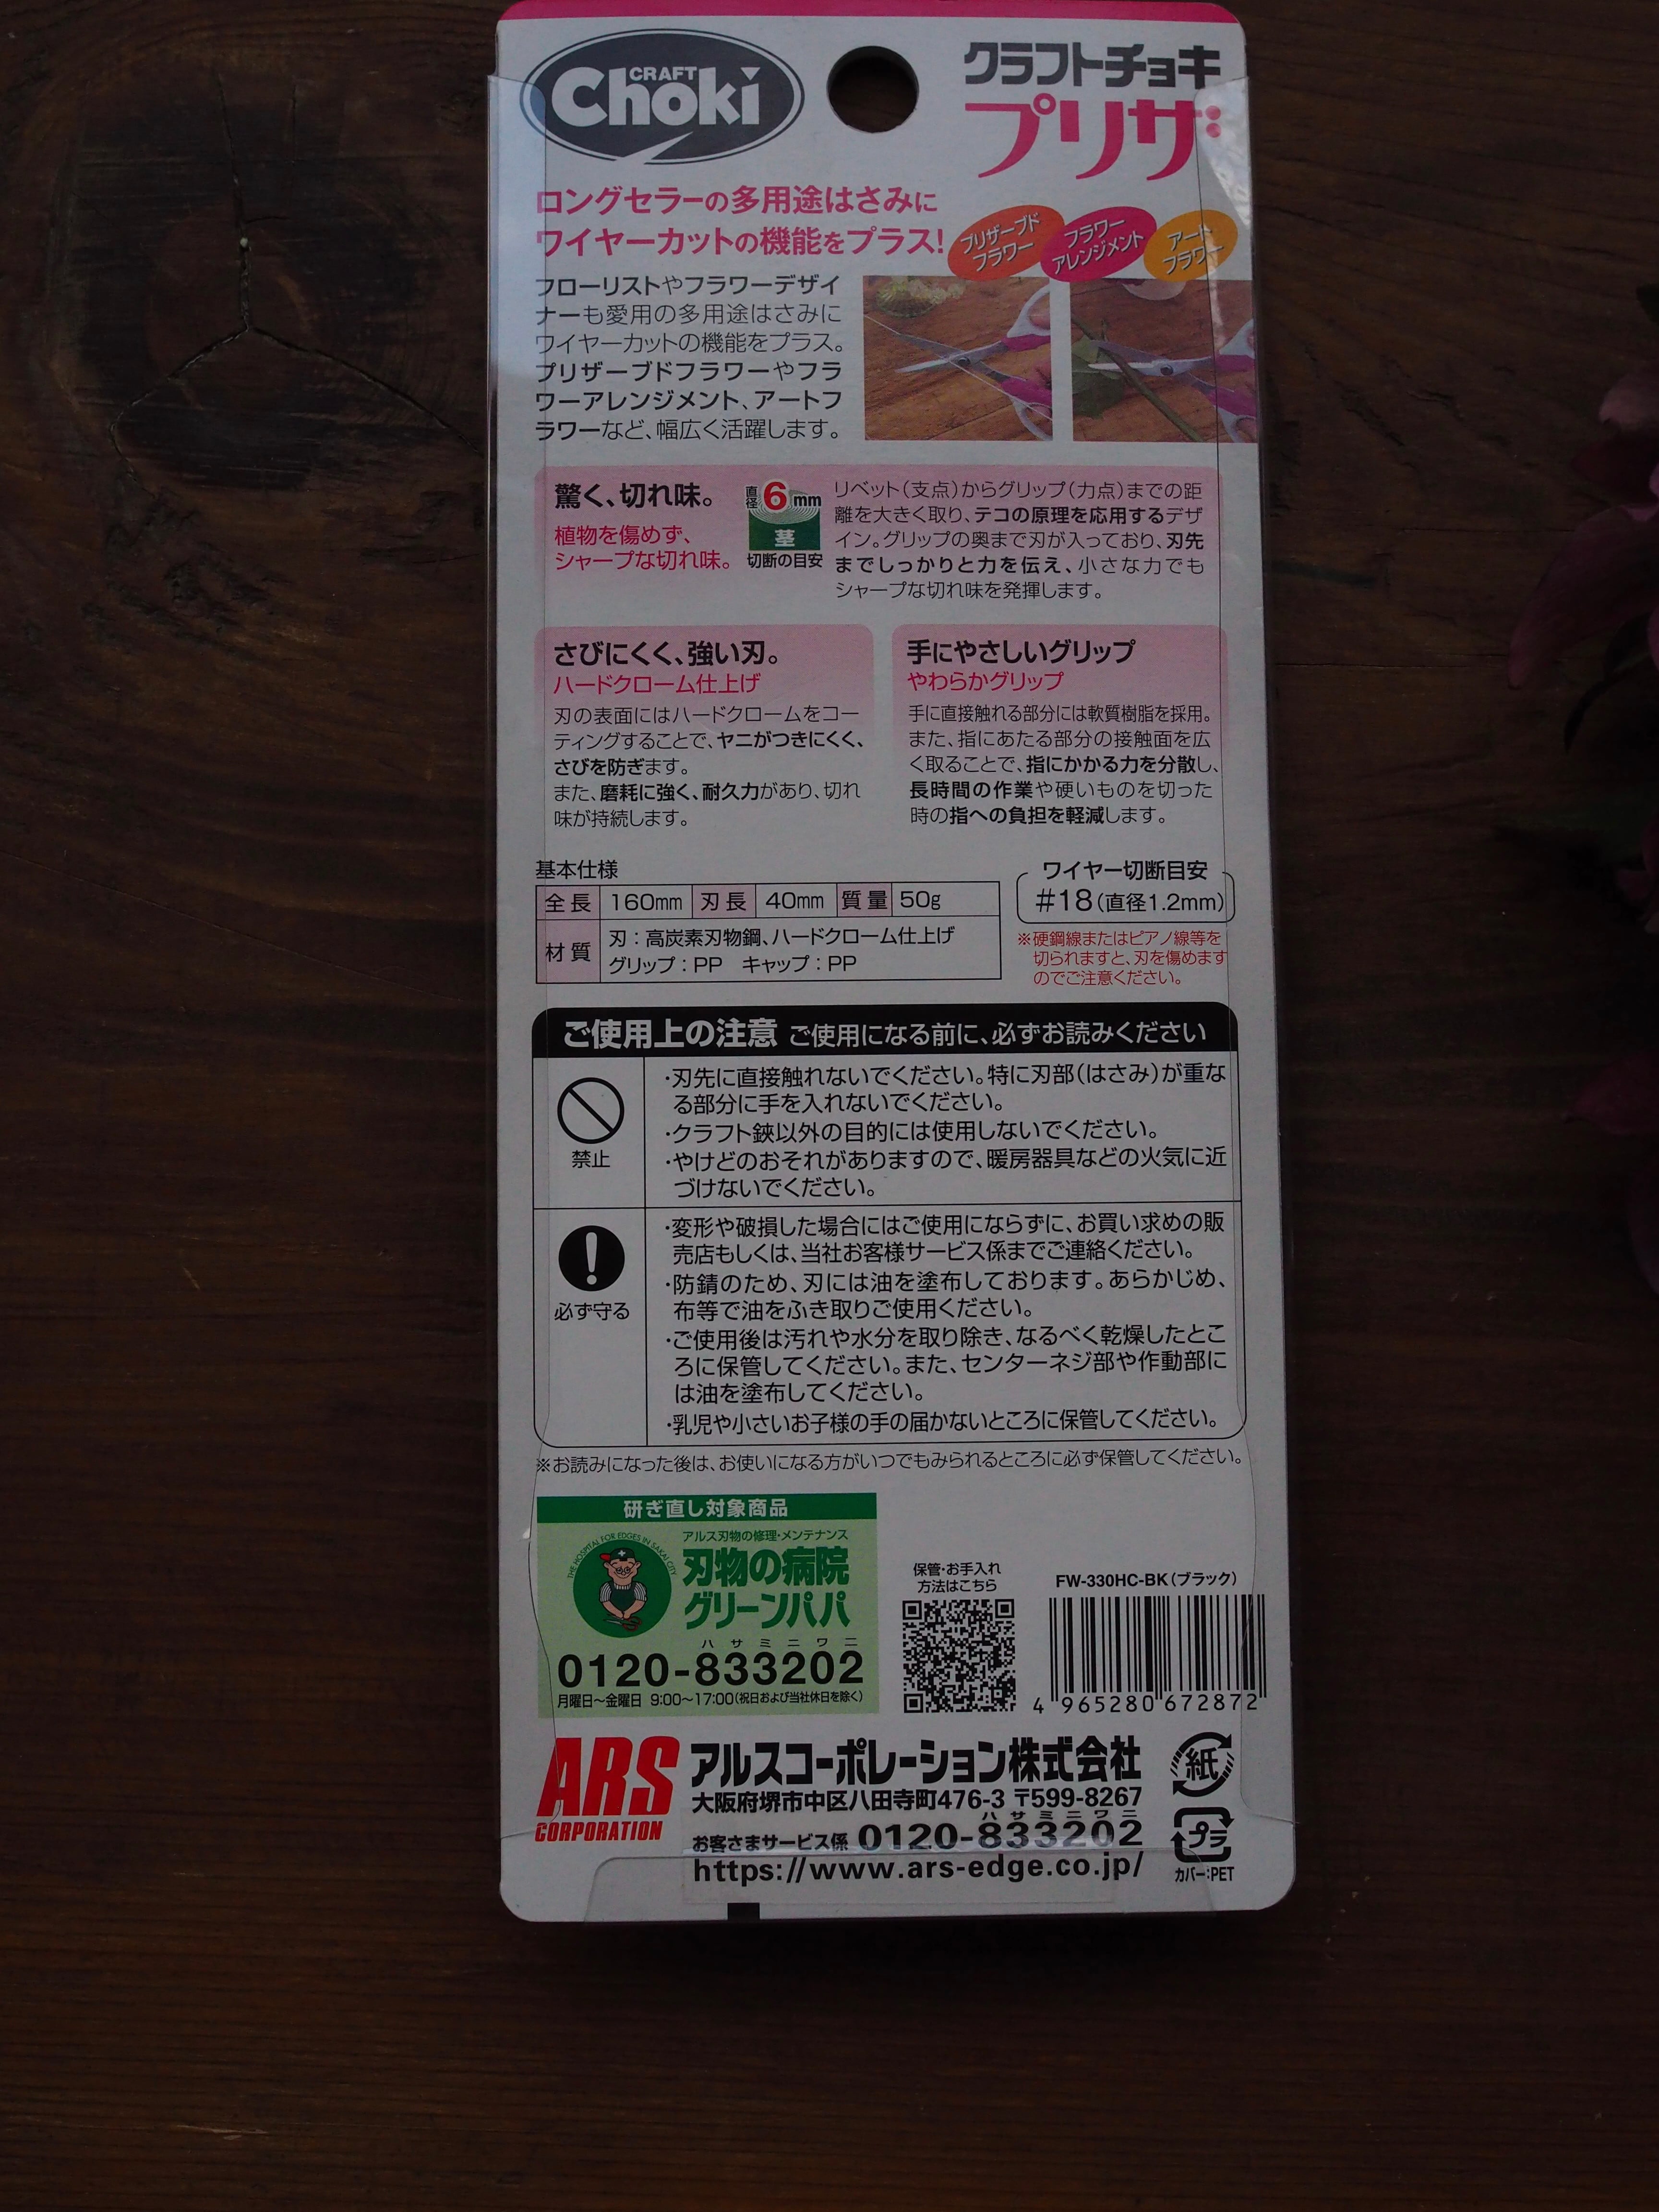 CRAFT
Choki
クラフトチョキ
プリザ
ロングセラーの多用途はさみに
ワイヤーカットの機能をプラス!
プリザーブド
フラワー
フラワー
アレンジメント
アート
フラワー
フローリストやフラワーデザイ
ナーも愛用の多用途はさみに
ワイヤーカットの機能をプラス。
プリザーブドフラワーやフラ
ワーアレンジメント、アートフ
ラワーなど、幅広く活躍します。
驚く、切れ味。
植物を傷めず、
シャープな切れ味。
直径6mm
茎
切断の目安
リベット(支点)からグリップ(力点)までの距
離を大きく取り、テコの原理を応用するデザ
イン。グリップの奥まで刃が入っており、刃先
までしっかりと力を伝え、小さな力でも
シャープな切れ味を発揮します。
さびにくく、強い刃。
ハードクローム仕上げ
刃の表面にはハードクロームをコー
ティングすることで、ヤニがつきにくく、
さびを防ぎます。
また、磨耗に強く、耐久力があり、切れ
味が持続します。
手にやさしいグリップ
やわらかグリップ
手に直接触れる部分には軟質樹脂を採用。
また、指にあたる部分の接触面を広
く取ることで、指にかかる力を分散し、
長時間の作業や硬いものを切った
時の指への負担を軽減します。
基本仕様
全長 160mm 刃長 40mm 質量 50g
材質 刃:高炭素刃物鋼、ハードクローム仕上げ
グリップ:PP キャップ:PP
ワイヤー切断目安
#18(直径1.2mm)
※硬鋼線またはピアノ線等を
切られますと、刃を傷めます
のでご注意ください。
ご使用上の注意 ご使用になる前に、必ずお読みください
禁止
・刃先に直接触れないでください。特に刃部(はさみ)が重な
る部分に手を入れないでください。
・クラフト鋏以外の目的には使用しないでください。
・やけどのおそれがありますので、暖房器具などの火気に近
づけないでください。
必ず守る
・変形や破損した場合にはご使用にならずに、お買い求めの販
売店もしくは、当社お客様サービス係までご連絡ください。
・防錆のため、刃には油を塗布しております。あらかじめ、
布等で油をふき取りご使用ください。
・ご使用後は汚れや水分を取り除き、なるべく乾燥したとこ
ろに保管してください。また、センターネジ部や作動部に
は油を塗布してください。
・乳児や小さいお子様の手の届かないところに保管してください。
※お読みになった後は、お使いになる方がいつでもみられるところに必ず保管してください。
研ぎ直し対象商品
THE HOSPITAL FOR EDGES IN SAKAI CITY
アルス刃物の修理・メンテナンス
刃物の病院
グリーンパパ
ハサミニワニ
0120-833202
月曜日〜金曜日 9:00〜17:00(祝日および当社休日を除く)
保管・お手入れ
方法はこちら
FW-330HC-BK(ブラック)
4 965280 672872
ARS
CORPORATION
アルスコーポレーション株式会社
大阪府堺市中区八田寺町476-3 〒599-8267
ハサミニワニ
お客さまサービス係 0120-833202
https://www.ars-edge.co.jp/
紙
プラ
カバー:PET